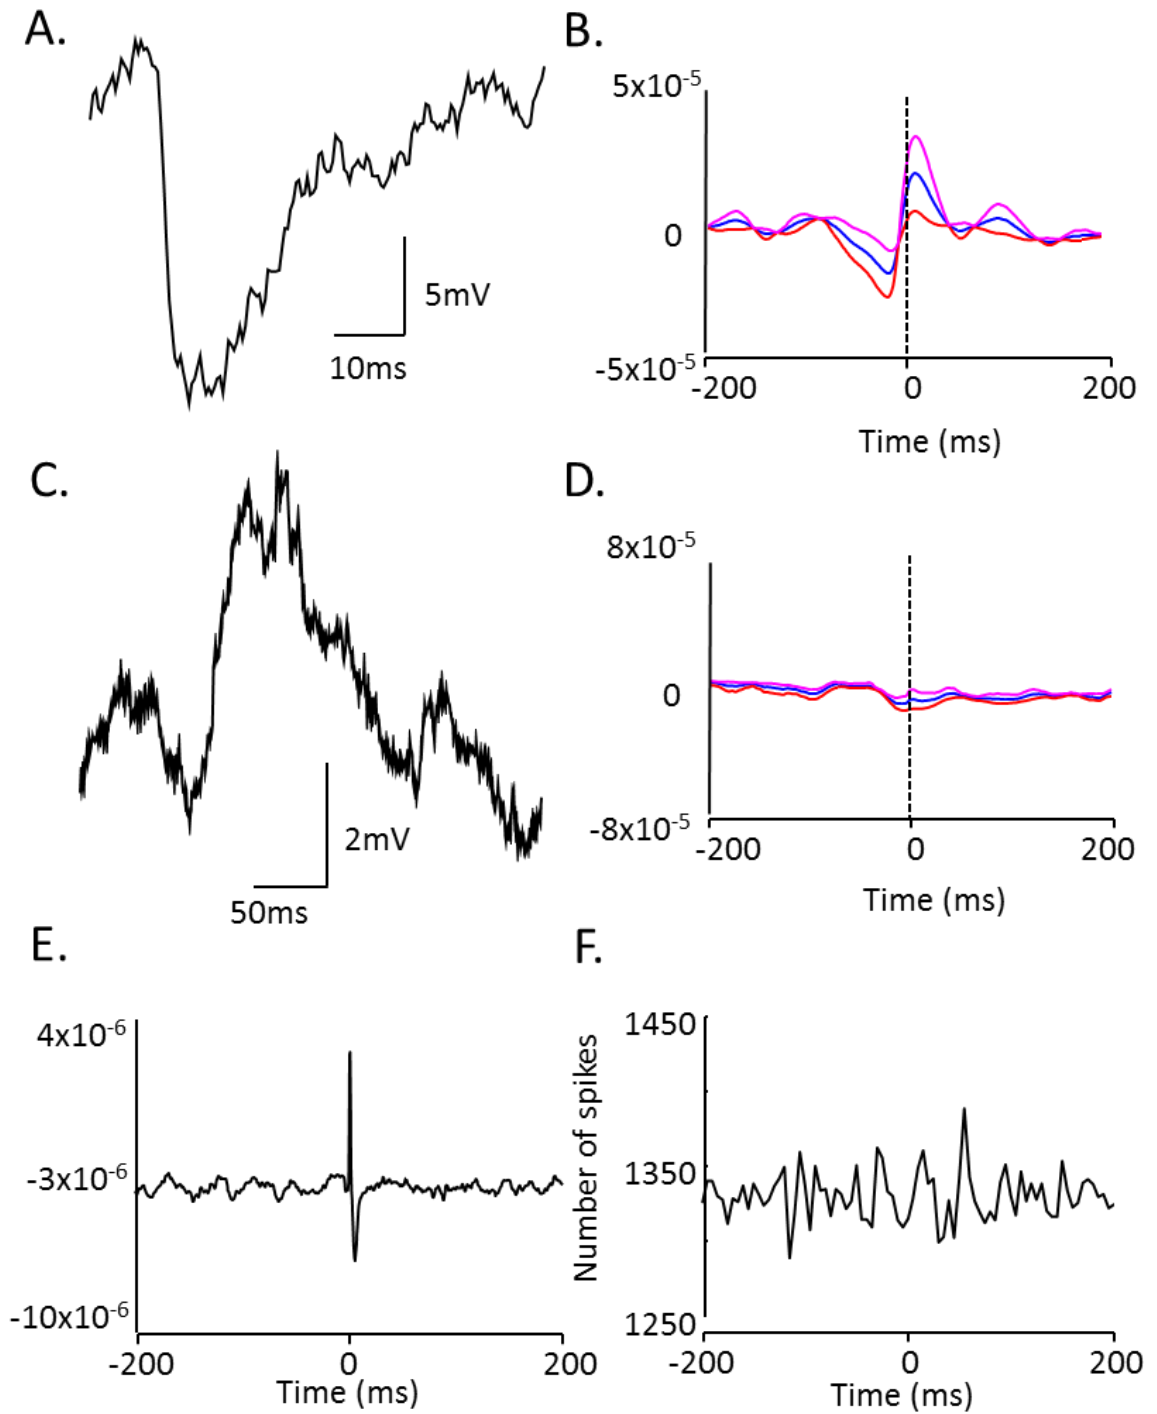 A.
5mV
10ms
B.
5x10-5
0
-5x10-5
-200 0 200
Time (ms)
C.
2mV
50ms
D.
8x10-5
0
-8x10-5
-200 0 200
Time (ms)
E.
4x10-6
-3x10-6
-10x10-6
-200 0 200
Time (ms)
F.
Number of spikes
1450
1350
1250
-200 0 200
Time (ms)